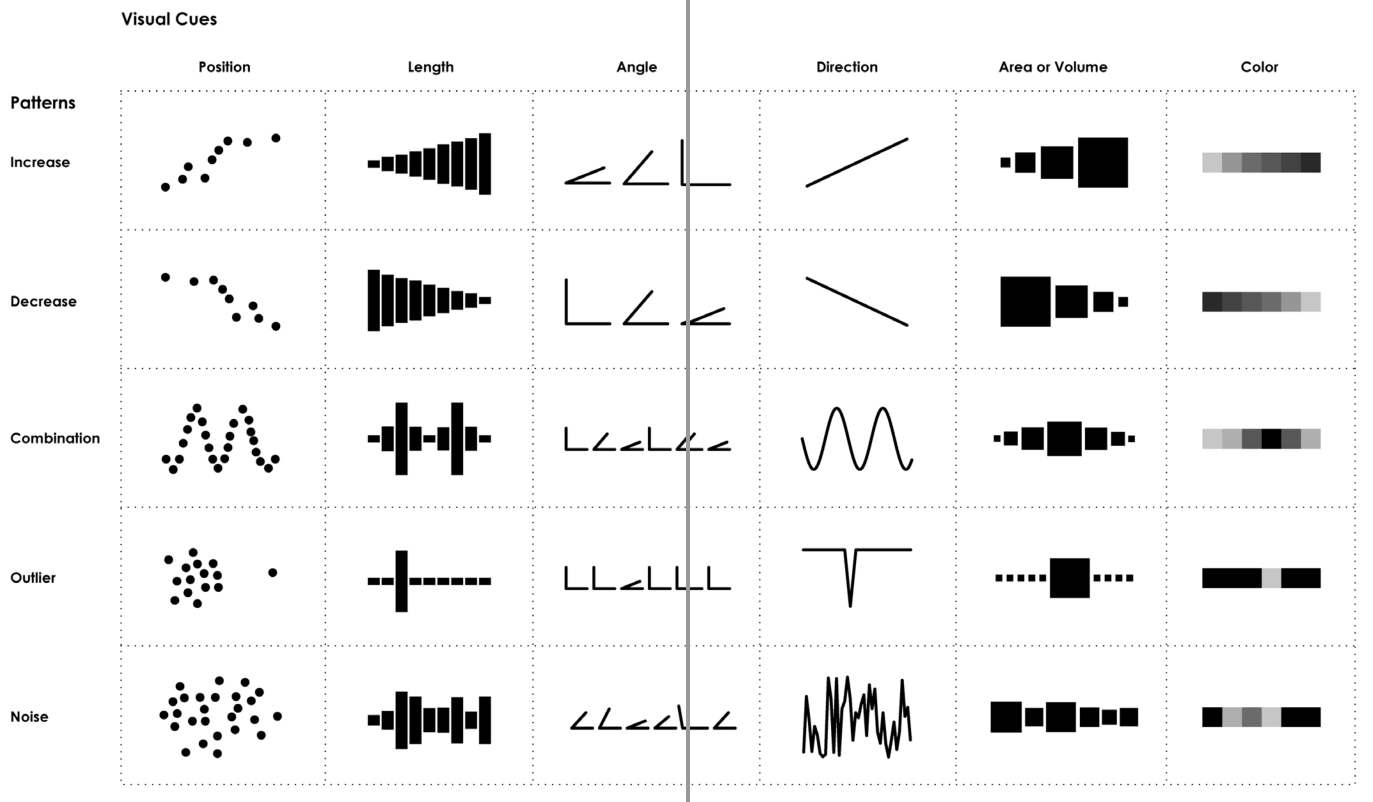 Visual Cues
Position Length Angle Direction Area or Volume Color
Patterns
Increase
Decrease
Combination
Outlier
Noise